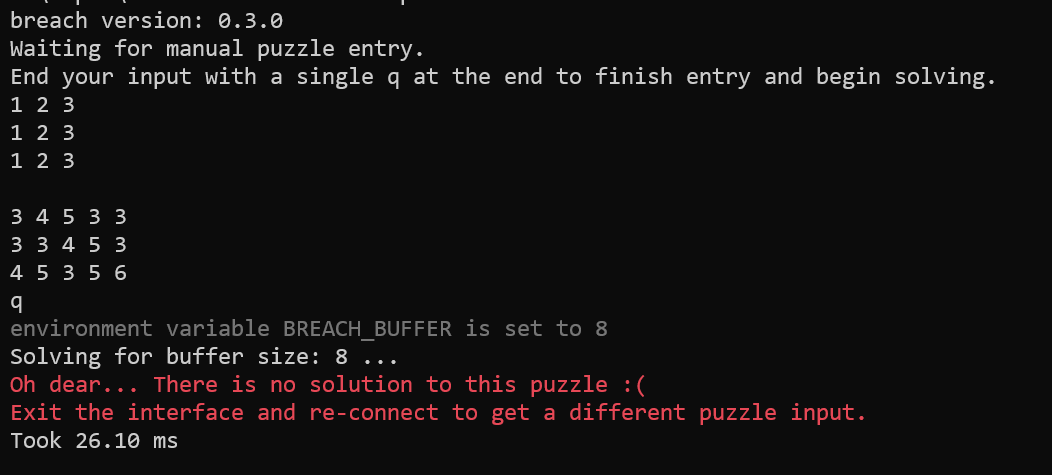 breach version: 0.3.0
Waiting for manual puzzle entry.
End your input with a single q at the end to finish entry and begin solving.
1 2 3
1 2 3
1 2 3
3 4 5 3 3
3 3 4 5 3
4 5 3 5 6
q
environment variable BREACH_BUFFER is set to 8
Solving for buffer size: 8 ...
Oh dear... There is no solution to this puzzle :(
Exit the interface and re-connect to get a different puzzle input.
Took 26.10 ms